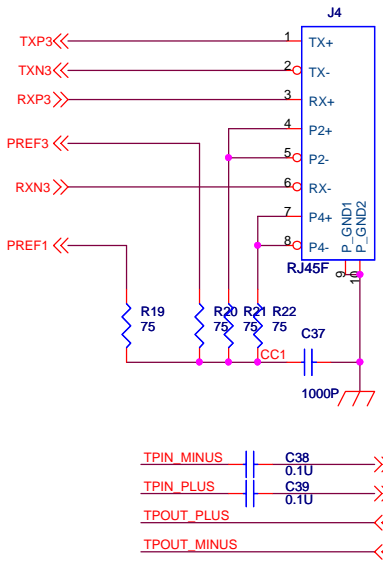 J4
TXP3 1 TX+
TXN3 2 TX-
RXP3 3 RX+
4 P2+
PREF3
5 P2-
RXN3 6 RX-
7 P4+
PREF1 8 P4-
P_GND1
P_GND2
RJ45F 9 10
R19 R20 R21 R22
75 75 75 75
C37
CC1
1000P
TPIN_MINUS C38
0.1U
TPIN_PLUS C39
0.1U
TPOUT_PLUS
TPOUT_MINUS